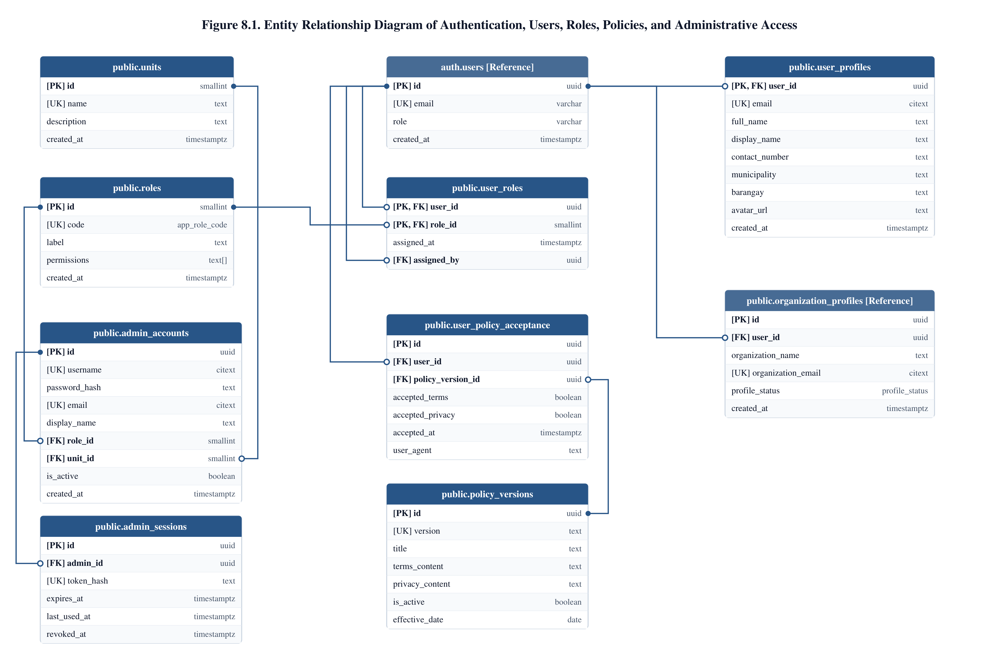 Figure 8.1. Entity Relationship Diagram of Authentication, Users, Roles, Policies, and Administrative Access
public.units
[PK] id smallint
[UK] name text
description text
created_at timestamptz
public.roles
[PK] id smallint
[UK] code app_role_code
label text
permissions text[]
created_at timestamptz
public.admin_accounts
[PK] id uuid
[UK] username citext
password_hash text
[UK] email citext
display_name text
[FK] role_id smallint
[FK] unit_id smallint
is_active boolean
created_at timestamptz
public.admin_sessions
[PK] id uuid
[FK] admin_id uuid
[UK] token_hash text
expires_at timestamptz
last_used_at timestamptz
revoked_at timestamptz
auth.users [Reference]
[PK] id uuid
[UK] email varchar
role varchar
created_at timestamptz
public.user_roles
[PK, FK] user_id uuid
[PK, FK] role_id smallint
assigned_at timestamptz
[FK] assigned_by uuid
public.user_policy_acceptance
[PK] id uuid
[FK] user_id uuid
[FK] policy_version_id uuid
accepted_terms boolean
accepted_privacy boolean
accepted_at timestamptz
user_agent text
public.policy_versions
[PK] id uuid
[UK] version text
title text
terms_content text
privacy_content text
is_active boolean
effective_date date
public.user_profiles
[PK, FK] user_id uuid
[UK] email citext
full_name text
display_name text
contact_number text
municipality text
barangay text
avatar_url text
created_at timestamptz
public.organization_profiles [Reference]
[PK] id uuid
[FK] user_id uuid
organization_name text
[UK] organization_email citext
profile_status profile_status
created_at timestamptz